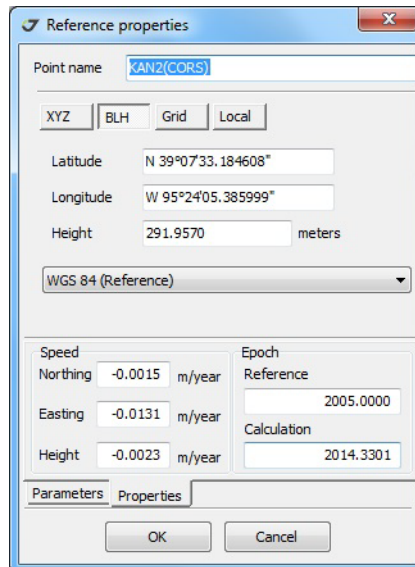 Reference properties
Point name KAN2(CORS)
XYZ BLH Grid Local
Latitude N 39°07'33.184608"
Longitude W 95°24'05.385999"
Height 291.9570 meters
WGS 84 (Reference)
Speed Epoch
Northing -0.0015 m/year Reference
2005.0000
Easting -0.0131 m/year
Calculation
Height -0.0023 m/year 2014.3301
Parameters Properties
OK Cancel